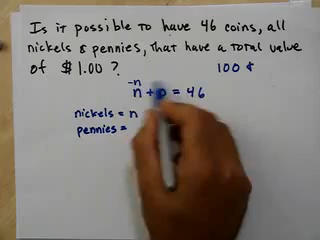 Is it possible to have 46 coins, all
nickels & pennies, that have a total value
of $1.00 ? 100 ¢
-n
n + p = 46
nickels = n
pennies =